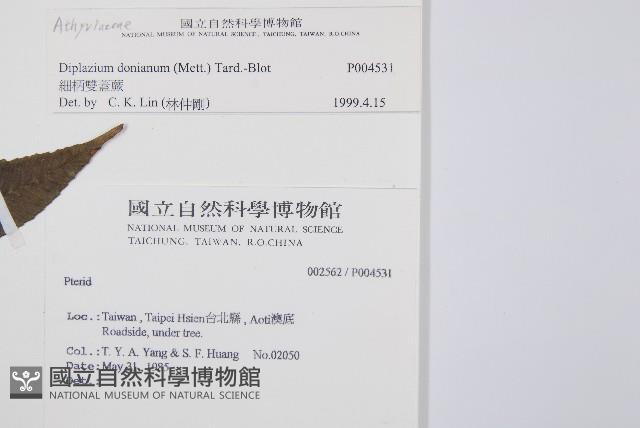 Athyriaceae
國立自然科學博物館
NATIONAL MUSEUM OF NATURAL SCIENCE, TAICHUNG, TAIWAN, R.O.CHINA
Diplazium donianum (Mett.) Tard.-Blot P004531
細柄雙蓋蕨
Det. by C. K. Lin (林仲剛) 1999.4.15
國立自然科學博物館
NATIONAL MUSEUM OF NATURAL SCIENCE
TAICHUNG, TAIWAN, R.O.CHINA
002562 / P004531
Pterid
Loc.:Taiwan, Taipei Hsien台北縣, Aoti澳底
Roadside, under tree.
Col.:T. Y. A. Yang & S. F. Huang No.02050
Date:May 31, 1985
國立自然科學博物館
NATIONAL MUSEUM OF NATURAL SCIENCE